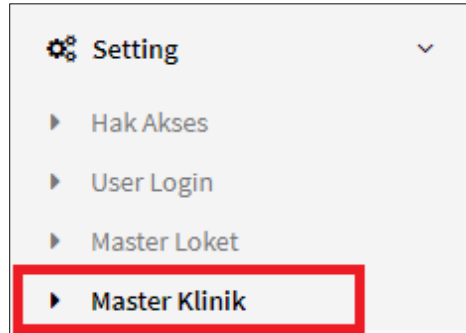 Setting
Hak Akses
User Login
Master Loket
Master Klinik